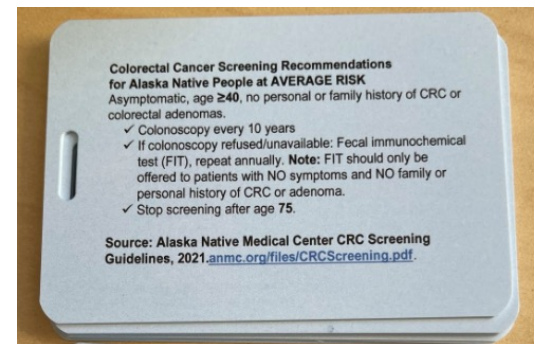 Colorectal Cancer Screening Recommendations
for Alaska Native People at AVERAGE RISK
Asymptomatic, age ≥40, no personal or family history of CRC or
colorectal adenomas.
✓ Colonoscopy every 10 years
✓ If colonoscopy refused/unavailable: Fecal immunochemical
test (FIT), repeat annually. Note: FIT should only be
offered to patients with NO symptoms and NO family or
personal history of CRC or adenoma.
✓ Stop screening after age 75.
Source: Alaska Native Medical Center CRC Screening
Guidelines, 2021.anmc.org/files/CRCScreening.pdf.